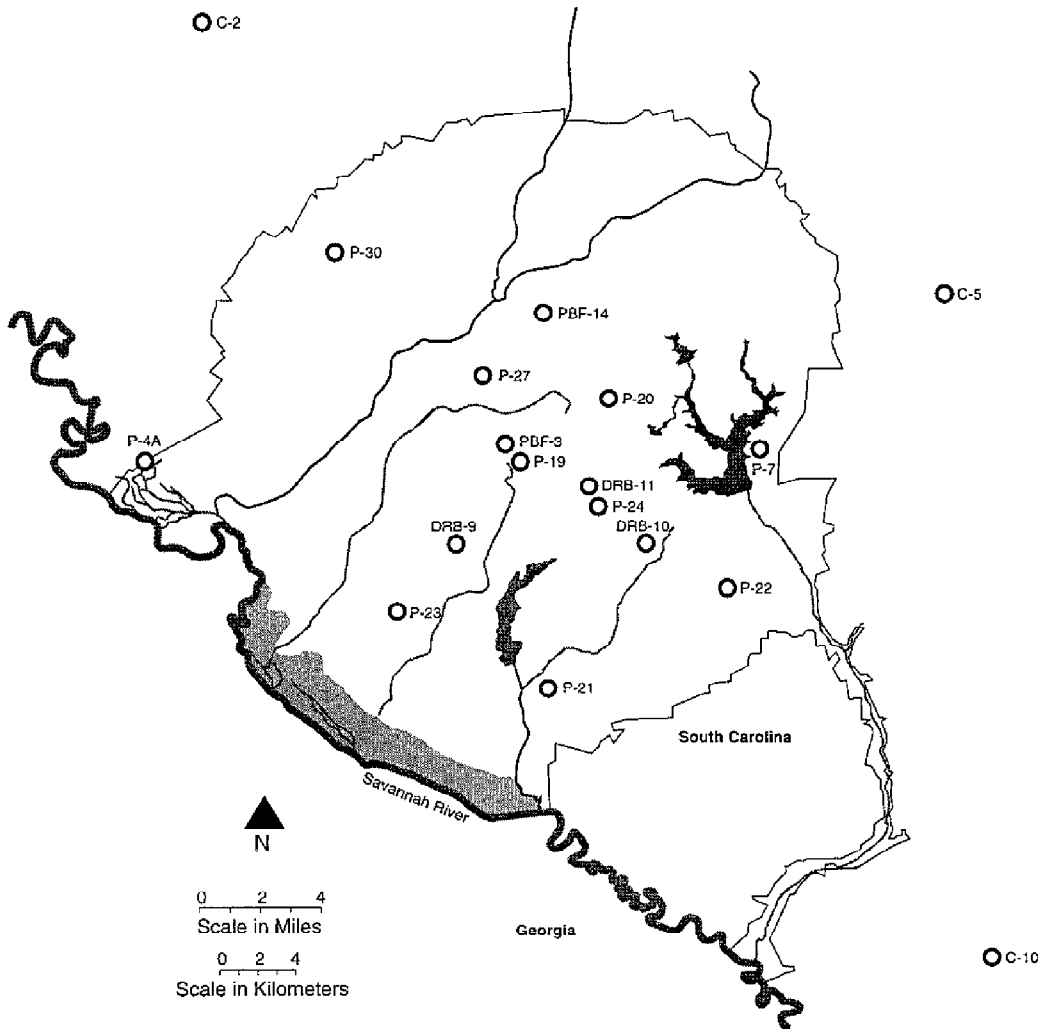 C-2
P-30
C-5
PBF-14
P-27
P-20
PBF-3
P-4A
P-19
P-7
DRB-11
P-24
DRB-9
DRB-10
P-22
P-23
P-21
South Carolina
Savannah River
N
0 2 4
Scale in Miles
Georgia
0 2 4
Scale in Kilometers
C-10